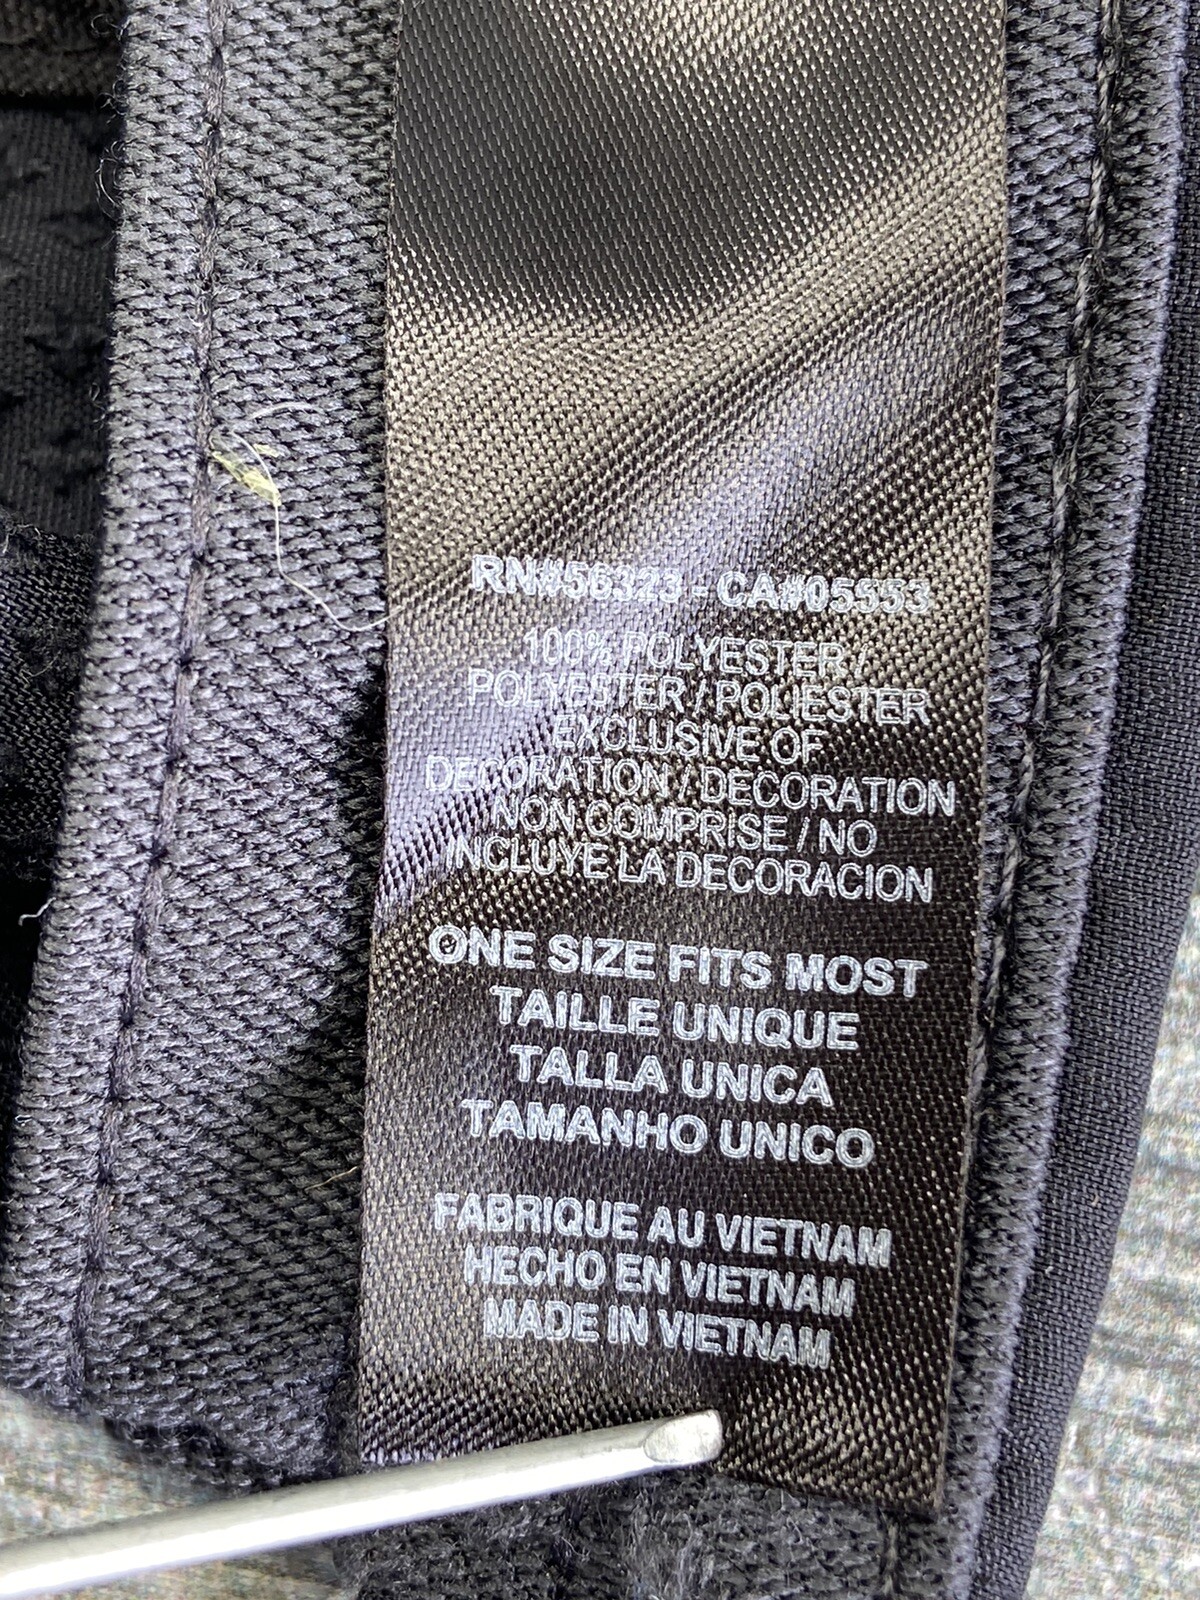 RN#56323 - CA#05553
100% POLYESTER /
POLYESTER / POLIESTER
EXCLUSIVE OF
DECORATION / DECORATION
NON COMPRISE / NO
INCLUYE LA DECORACION
ONE SIZE FITS MOST
TAILLE UNIQUE
TALLA UNICA
TAMANHO UNICO
FABRIQUE AU VIETNAM
HECHO EN VIETNAM
MADE IN VIETNAM